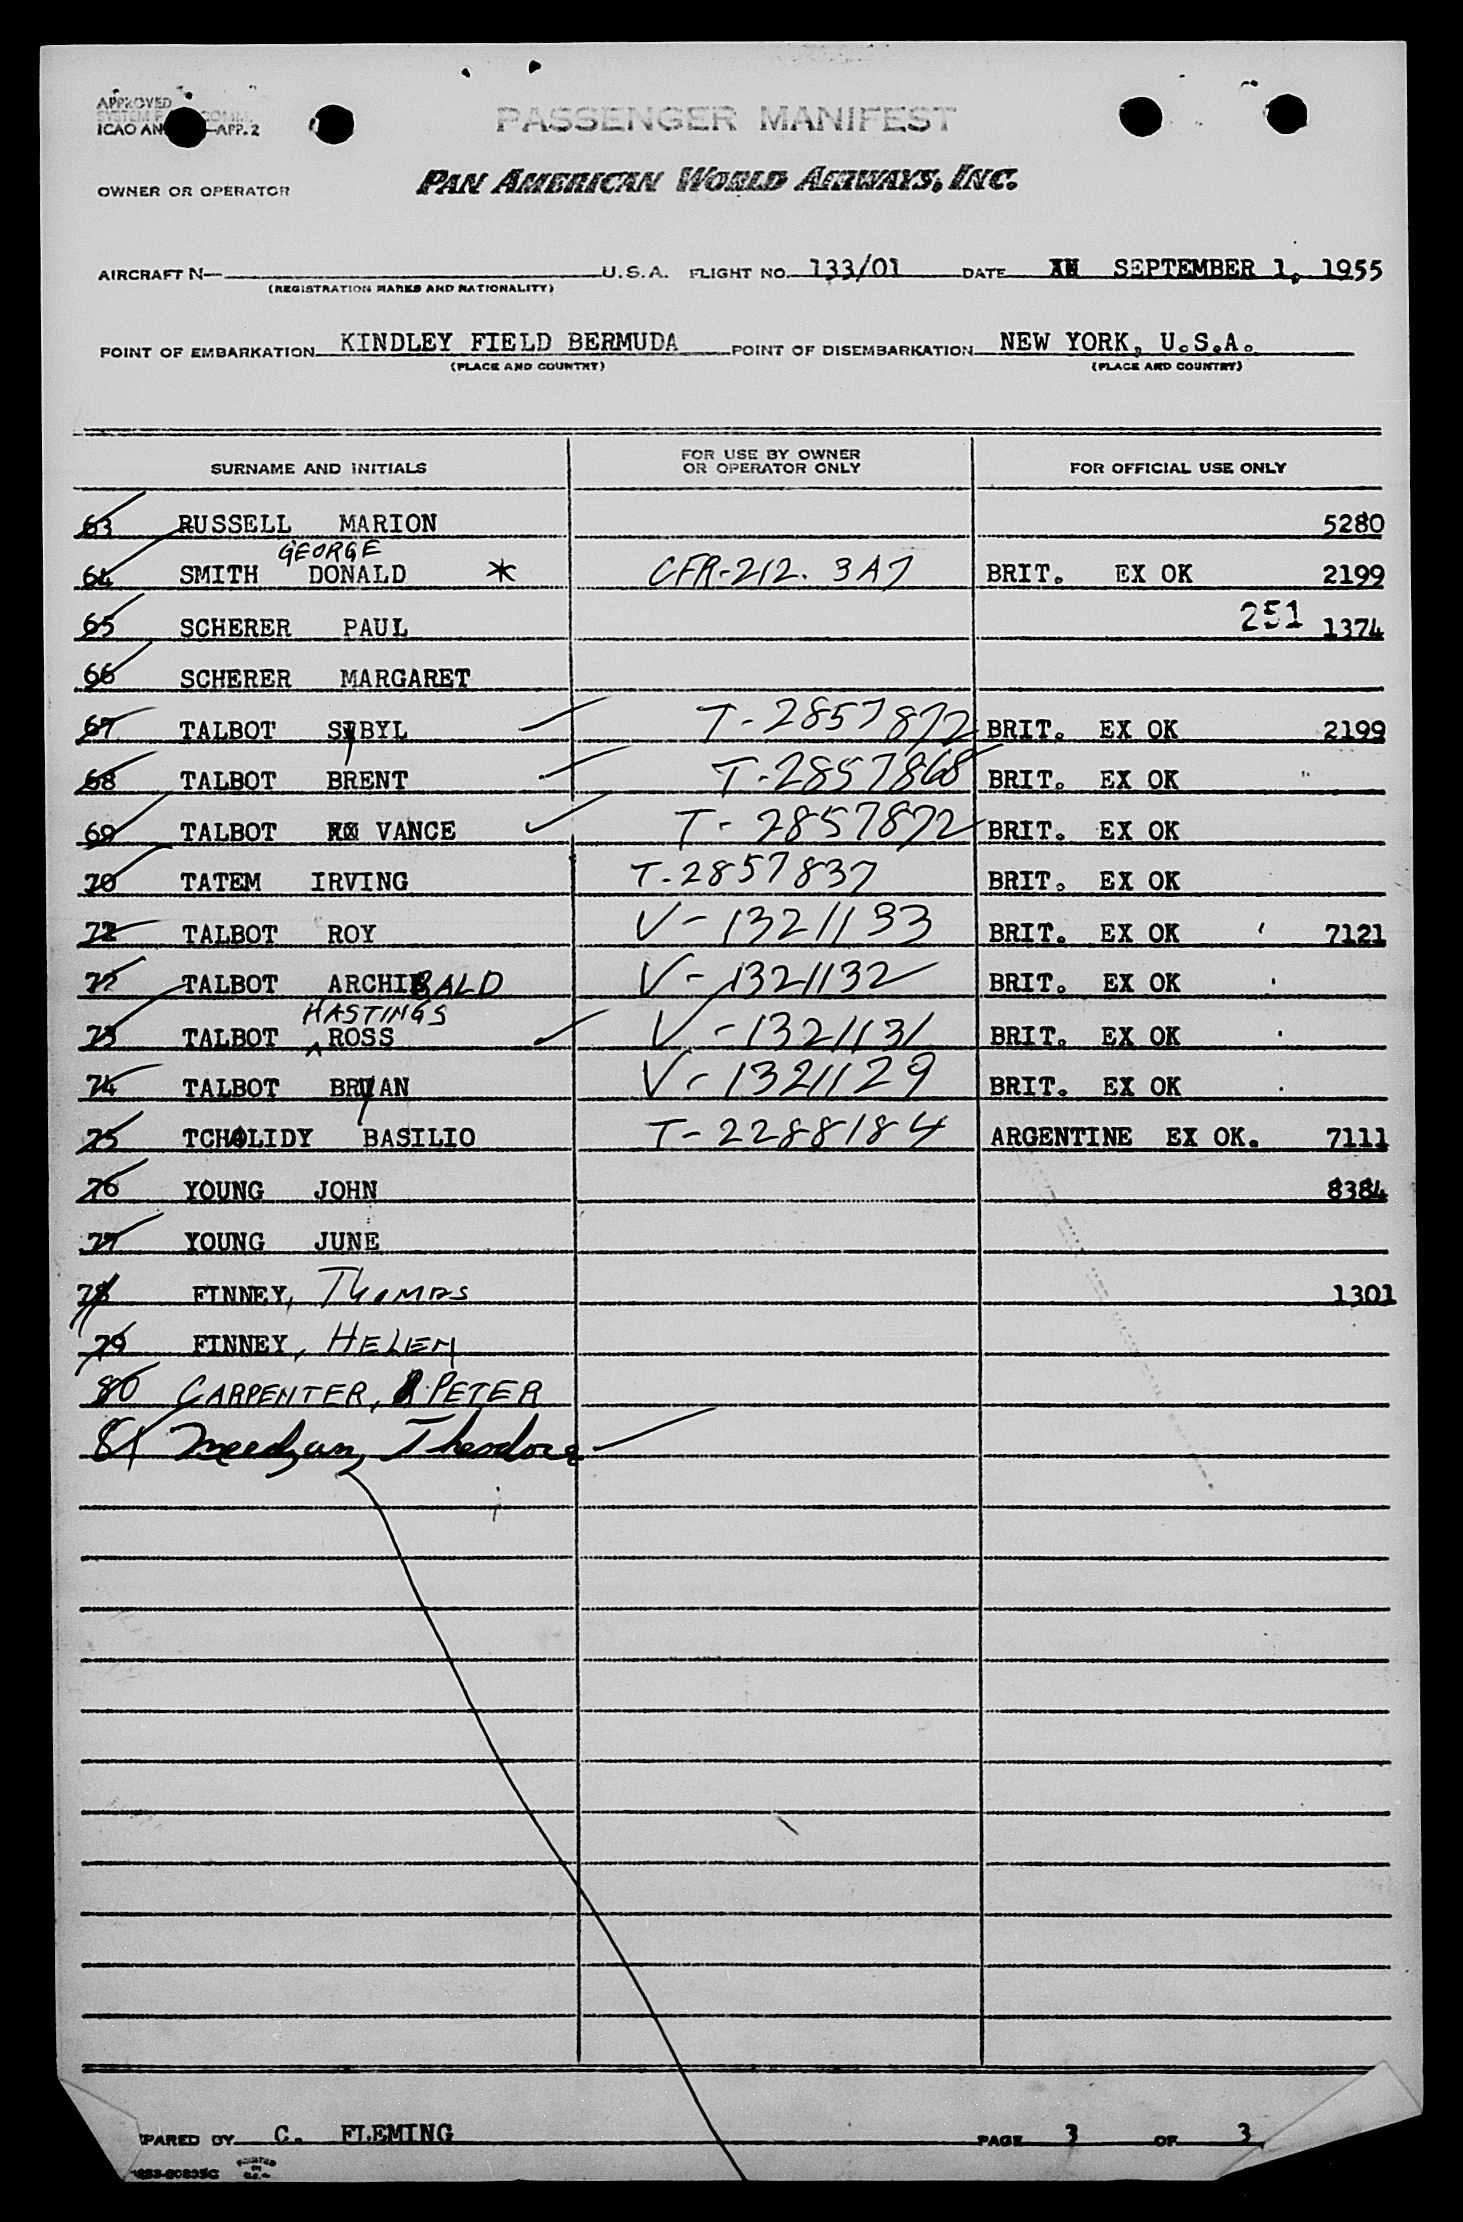 APPROVED
ICAO AN —APP. 2
PASSENGER MANIFEST
OWNER OR OPERATOR PAN AMERICAN WORLD AIRWAYS, INC.
AIRCRAFT N— U.S.A. FLIGHT NO. 133/01 DATE SEPTEMBER 1, 1955
(REGISTRATION MARKS AND NATIONALITY)
POINT OF EMBARKATION KINDLEY FIELD BERMUDA POINT OF DISEMBARKATION NEW YORK, U.S.A.
(PLACE AND COUNTRY) (PLACE AND COUNTRY)
SURNAME AND INITIALS FOR USE BY OWNER OR OPERATOR ONLY FOR OFFICIAL USE ONLY
63 RUSSELL MARION 5280
GEORGE
64 SMITH DONALD * CFR-212. 3A7 BRIT. EX OK 2199
65 SCHERER PAUL 251 1374
66 SCHERER MARGARET
67 TALBOT SYBYL T-2857872 BRIT. EX OK 2199
68 TALBOT BRENT T-2857868 BRIT. EX OK
69 TALBOT VANCE T-2857872 BRIT. EX OK
70 TATEM IRVING T-2857837 BRIT. EX OK
TALBOT ROY V-1321133 BRIT. EX OK 7121
72 TALBOT ARCHIBALD V-1321132 BRIT. EX OK
HASTINGS
73 TALBOT ROSS V-1321131 BRIT. EX OK
74 TALBOT BRYAN V-1321129 BRIT. EX OK
75 TCHOLIDY BASILIO T-2288184 ARGENTINE EX OK. 7111
76 YOUNG JOHN 8384
77 YOUNG JUNE
78 FINNEY, THOMAS 1301
79 FINNEY, HELEN
80 CARPENTER, PETER
81 Theodore
PARED BY C. FLEMING PAGE 3 OF 3